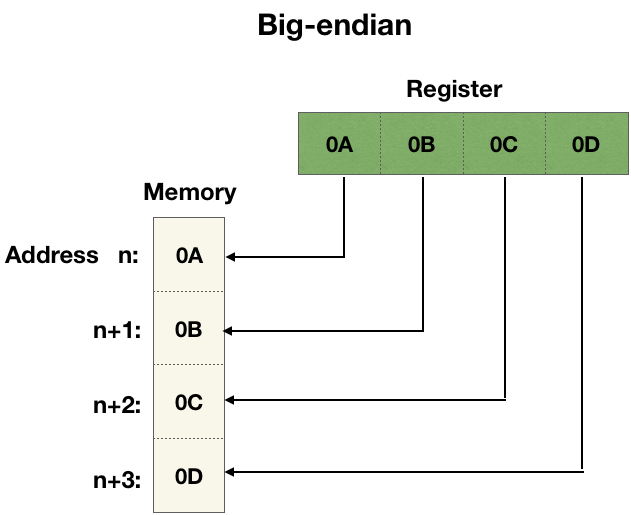 Big-endian
Register
0A 0B 0C 0D
Memory
Address n: 0A
n+1: 0B
n+2: 0C
n+3: 0D